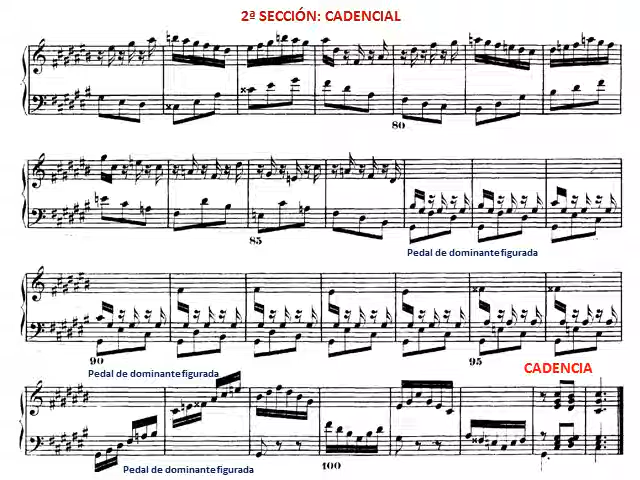 2ª SECCIÓN: CADENCIAL
80
85
Pedal de dominante figurada
90
95
CADENCIA
Pedal de dominante figurada
Pedal de dominante figurada
100